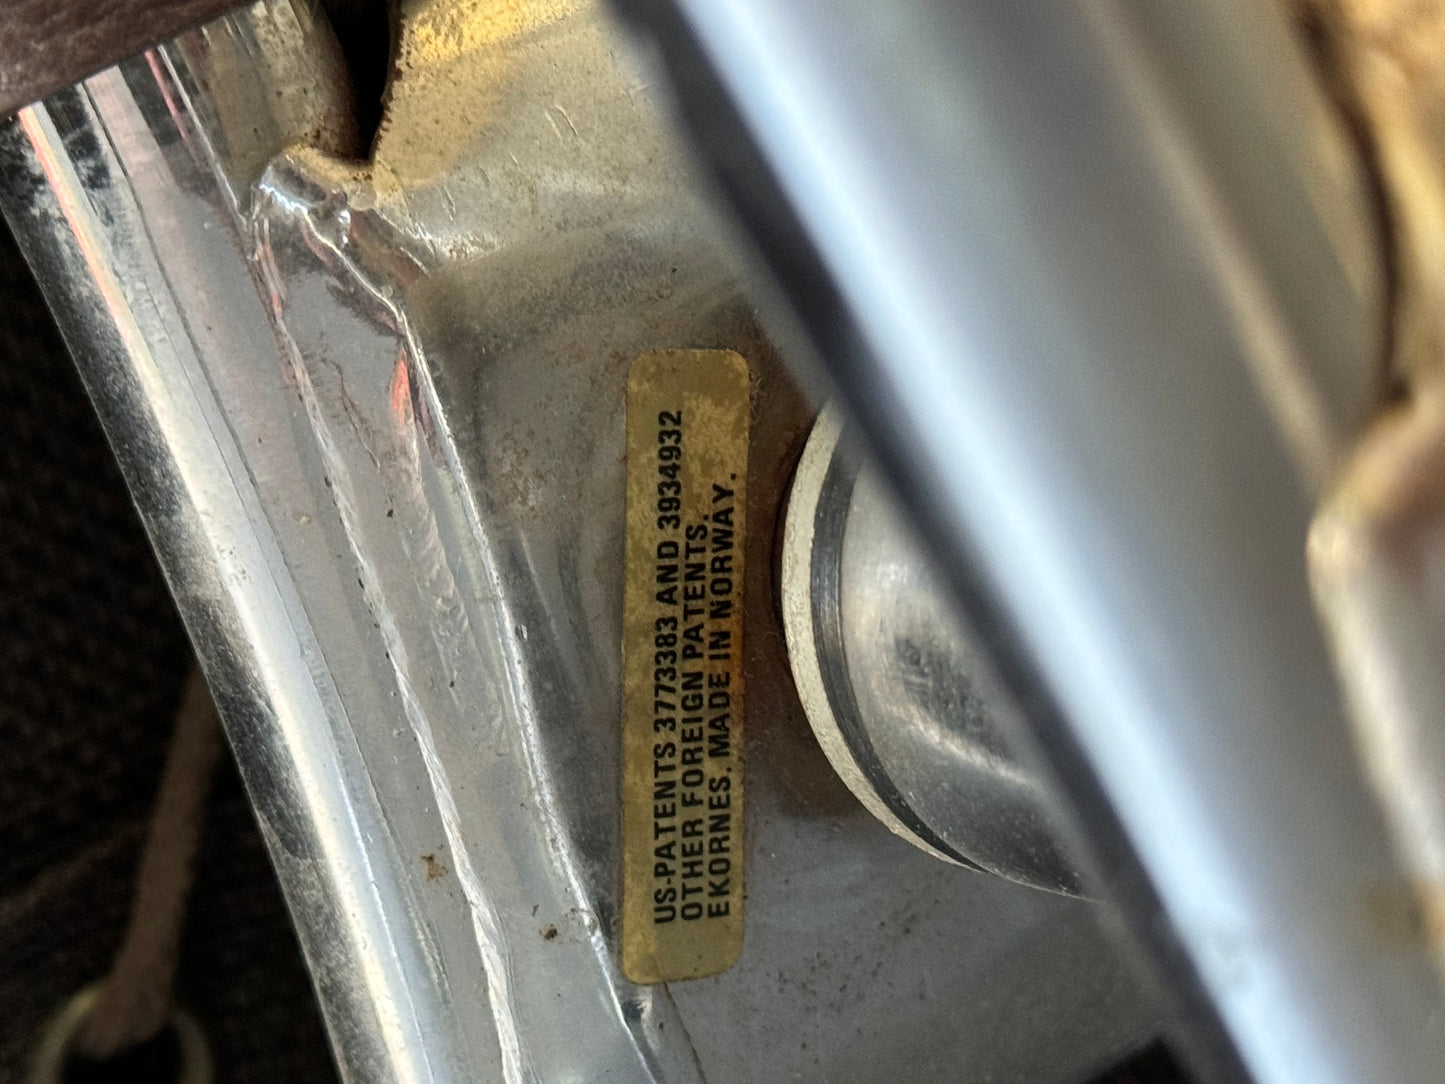 US-PATENTS 3773383 AND 3934932
OTHER FOREIGN PATENTS.
EKORNES. MADE IN NORWAY.